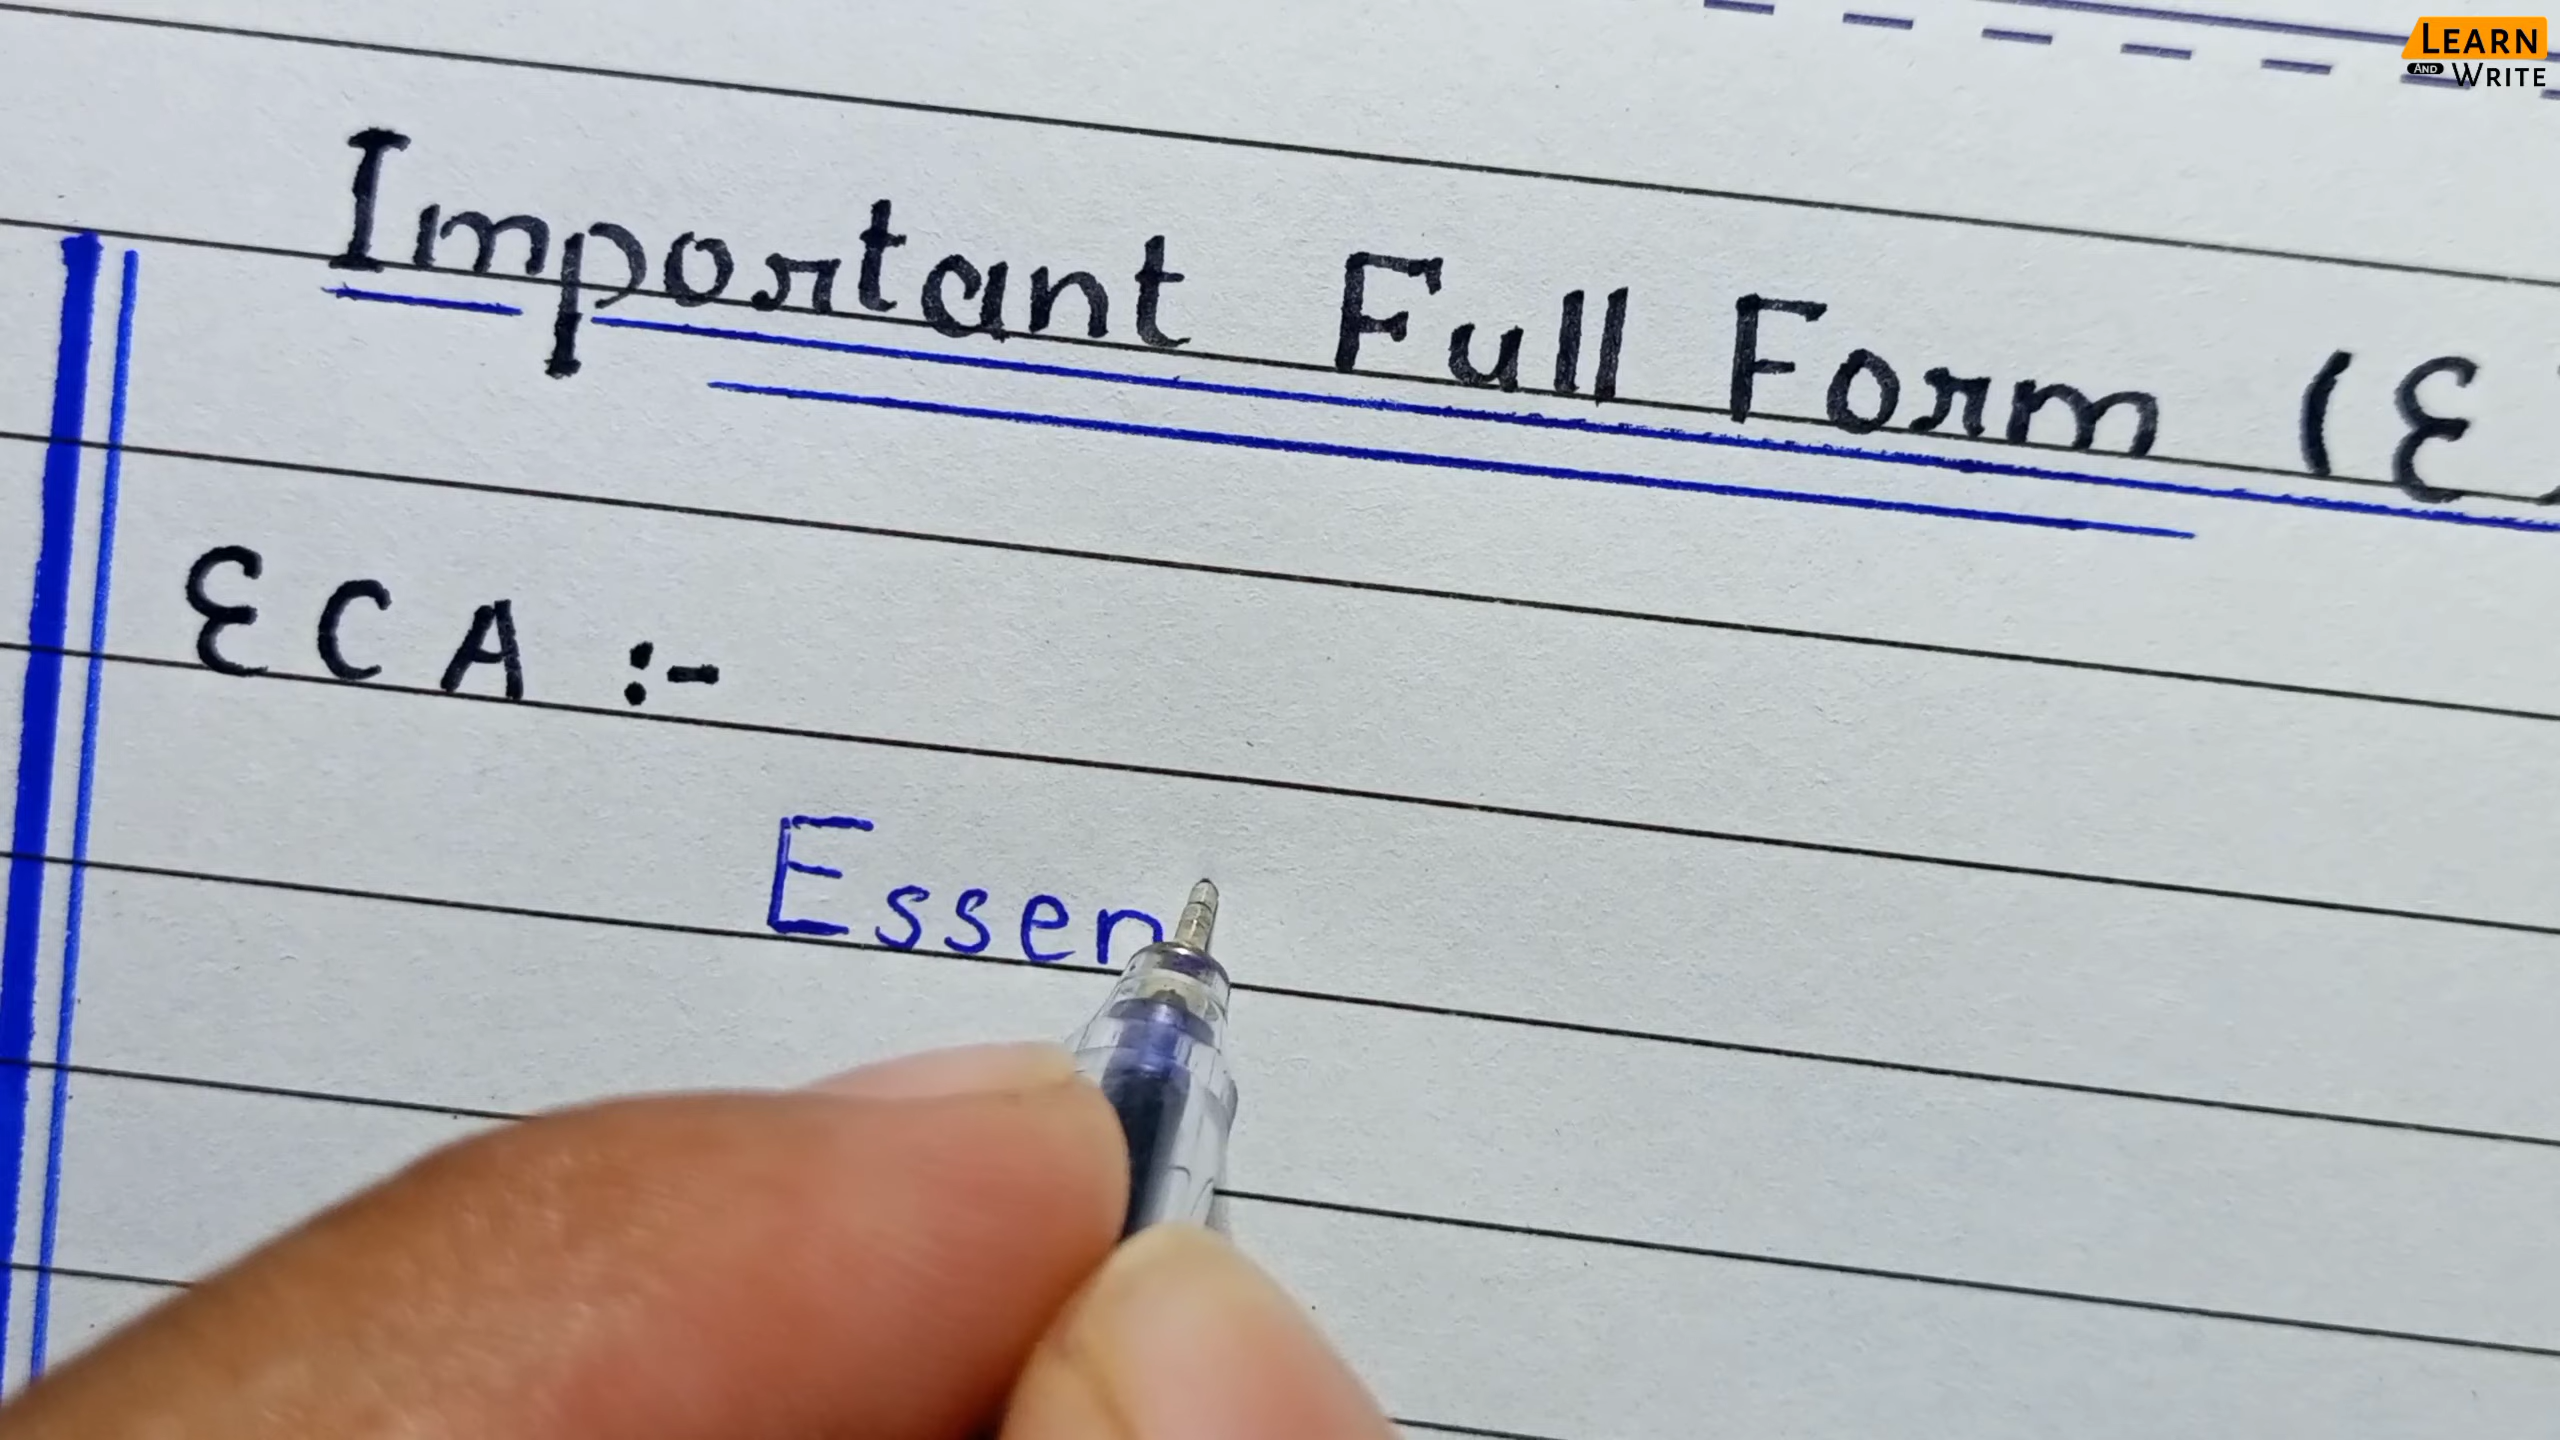 LEARN
AND WRITE
Important Full Form (E)
ECA :-
Essen